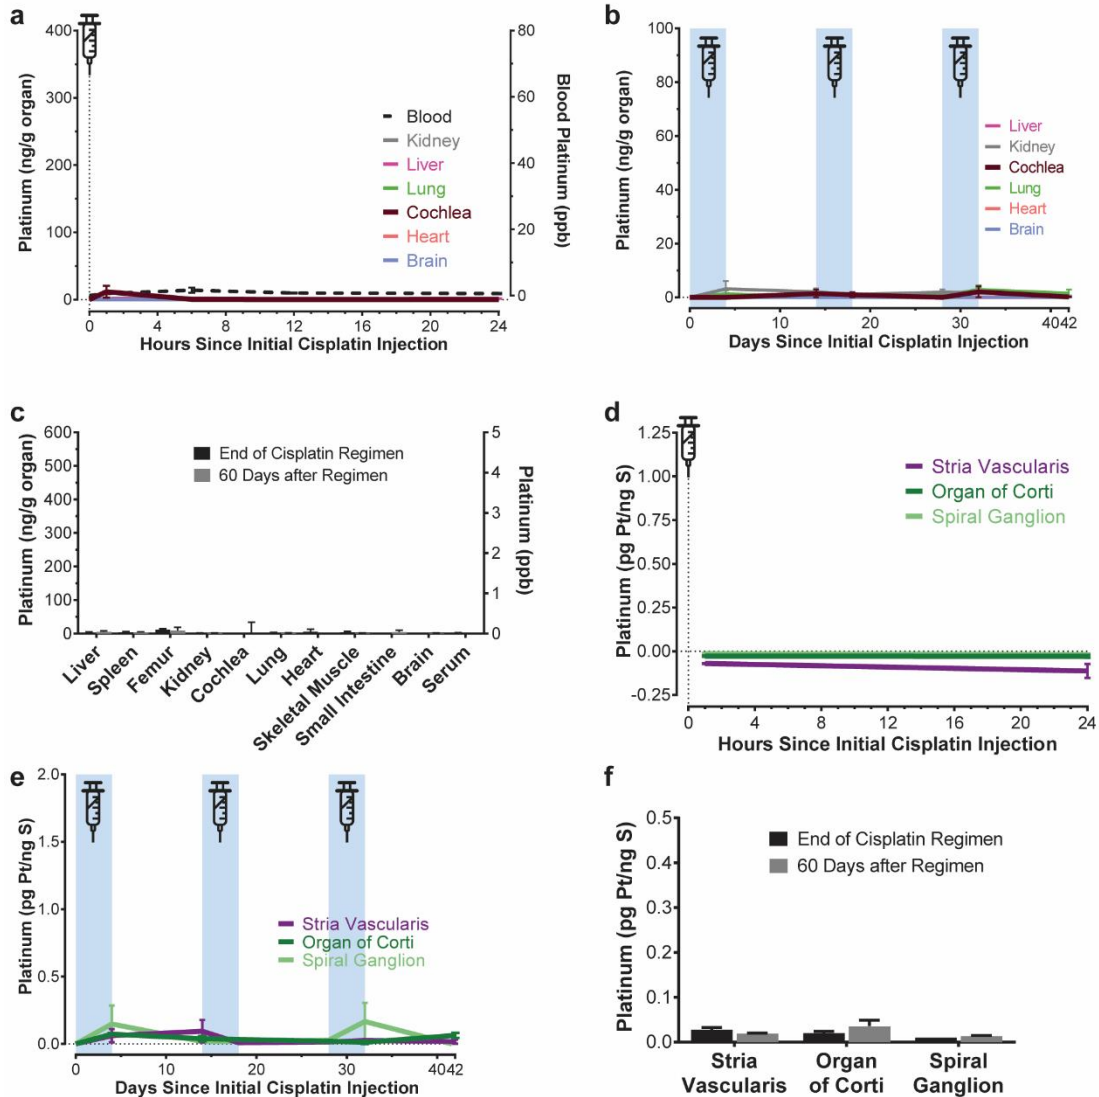 a
Platinum (ng/g organ)
400
300
200
100
0
80
60
40
20
0
Blood Platinum (ppb)
Blood
Kidney
Liver
Lung
Cochlea
Heart
Brain
0 4 8 12 16 20 24
Hours Since Initial Cisplatin Injection
b
Platinum (ng/g organ)
100
80
60
40
20
0
Liver
Kidney
Cochlea
Lung
Heart
Brain
0 10 20 30 4042
Days Since Initial Cisplatin Injection
c
Platinum (ng/g organ)
600
500
400
300
200
100
0
5
4
3
2
1
0
Platinum (ppb)
End of Cisplatin Regimen
60 Days after Regimen
Liver
Spleen
Femur
Kidney
Cochlea
Lung
Heart
Skeletal Muscle
Small Intestine
Brain
Serum
d
Platinum (pg Pt/ng S)
1.25
1.00
0.75
0.50
0.25
0.00
-0.25
Stria Vascularis
Organ of Corti
Spiral Ganglion
0 4 8 12 16 20 24
Hours Since Initial Cisplatin Injection
e
Platinum (pg Pt/ng S)
2.0
1.5
1.0
0.5
0.0
Stria Vascularis
Organ of Corti
Spiral Ganglion
0 10 20 30 4042
Days Since Initial Cisplatin Injection
f
Platinum (pg Pt/ng S)
0.5
0.4
0.3
0.2
0.1
0.0
End of Cisplatin Regimen
60 Days after Regimen
Stria
Vascularis
Organ
of Corti
Spiral
Ganglion